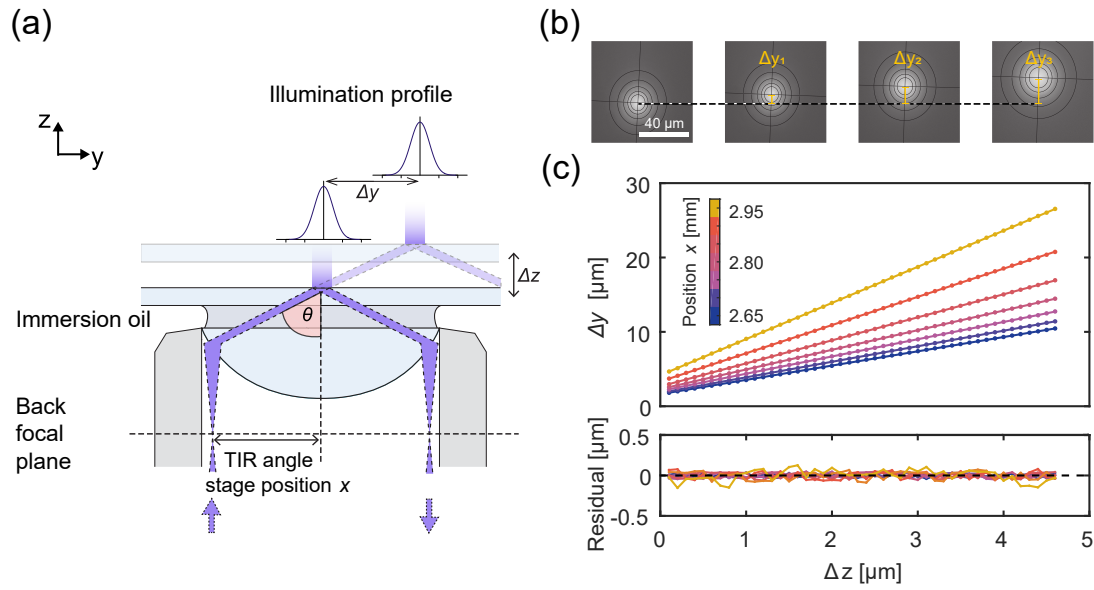 (a)
Illumination profile
z
y
Δy
Δz
Immersion oil
θ
Back
focal
plane
TIR angle
stage position x
(b)
Δy₁
Δy₂
Δy₃
40 µm
(c)
30
20
10
0
Δy [µm]
Position x [mm]
2.95
2.80
2.65
0.5
0
-0.5
Residual [µm]
0
1
2
3
4
5
Δz [µm]